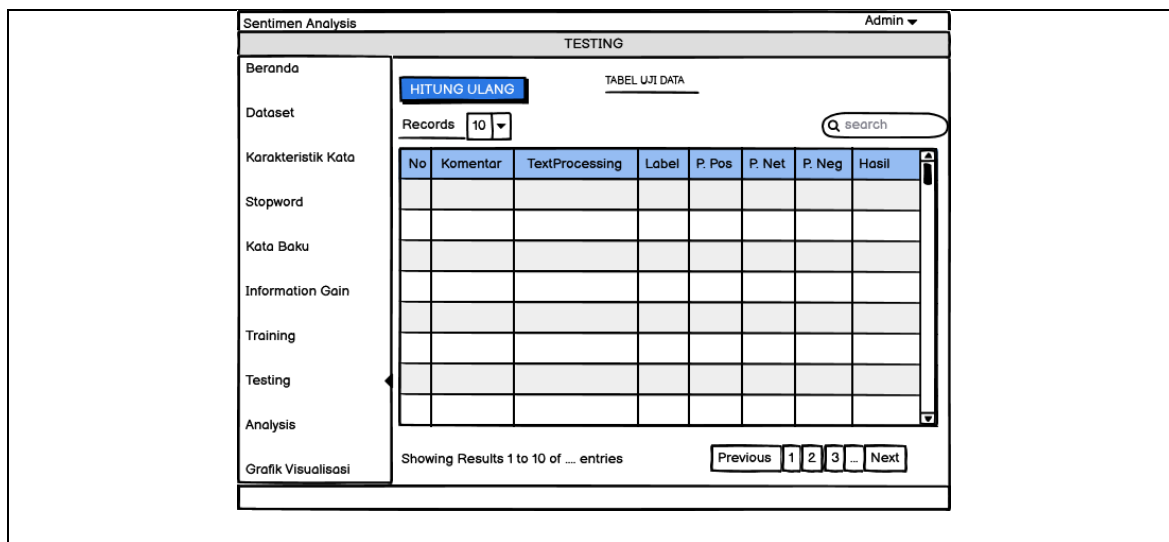 Sentimen Analysis Admin
TESTING
Beranda
Dataset
Karakteristik Kata
Stopword
Kata Baku
Information Gain
Training
Testing
Analysis
Grafik Visualisasi
HITUNG ULANG
TABEL UJI DATA
Records 10
search
No Komentar TextProcessing Label P. Pos P. Net P. Neg Hasil
Showing Results 1 to 10 of .... entries
Previous 1 2 3 ... Next